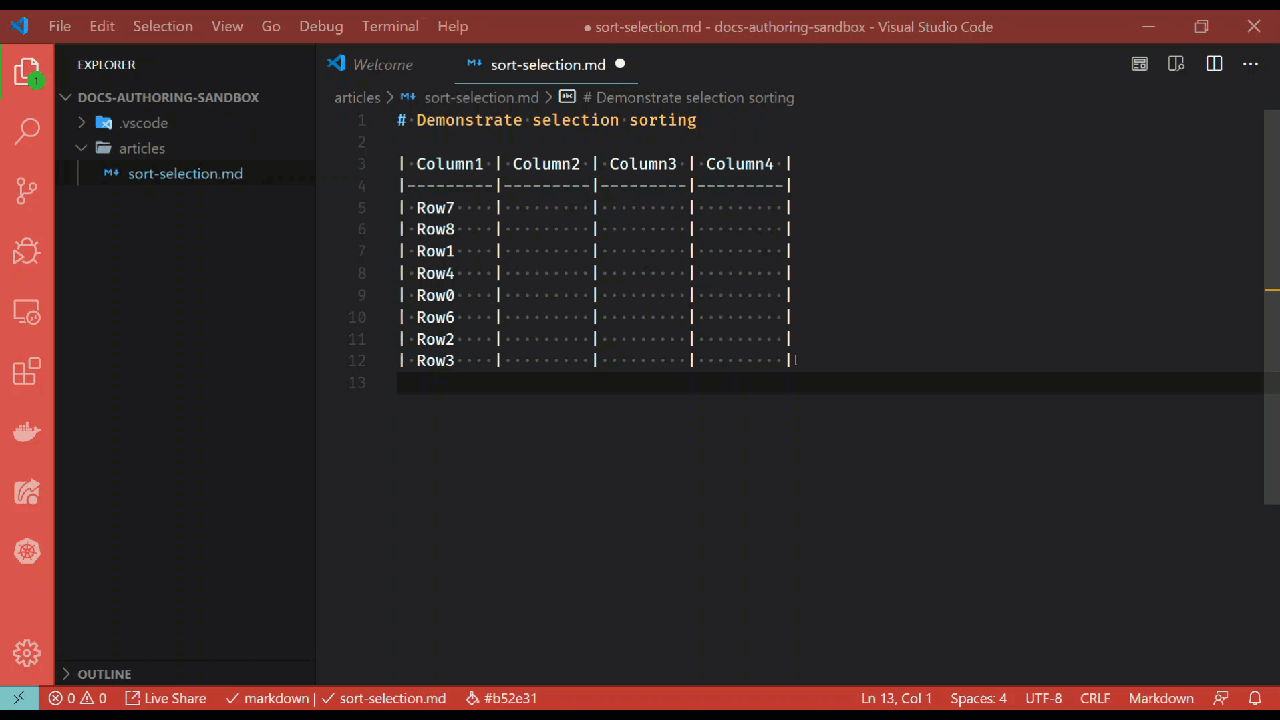 File Edit Selection View Go Debug Terminal Help ● sort-selection.md - docs-authoring-sandbox - Visual Studio Code
EXPLORER
DOCS-AUTHORING-SANDBOX
.vscode
articles
sort-selection.md
OUTLINE
1
Welcome sort-selection.md
articles > sort-selection.md > abc # Demonstrate selection sorting
1 # Demonstrate selection sorting
2
3 | Column1 | Column2 | Column3 | Column4 |
4 |---------|---------|---------|---------|
5 | Row7    |         |         |         |
6 | Row8    |         |         |         |
7 | Row1    |         |         |         |
8 | Row4    |         |         |         |
9 | Row0    |         |         |         |
10 | Row6    |         |         |         |
11 | Row2    |         |         |         |
12 | Row3    |         |         |         |
13
0 0 Live Share markdown | sort-selection.md #b52e31 Ln 13, Col 1 Spaces: 4 UTF-8 CRLF Markdown